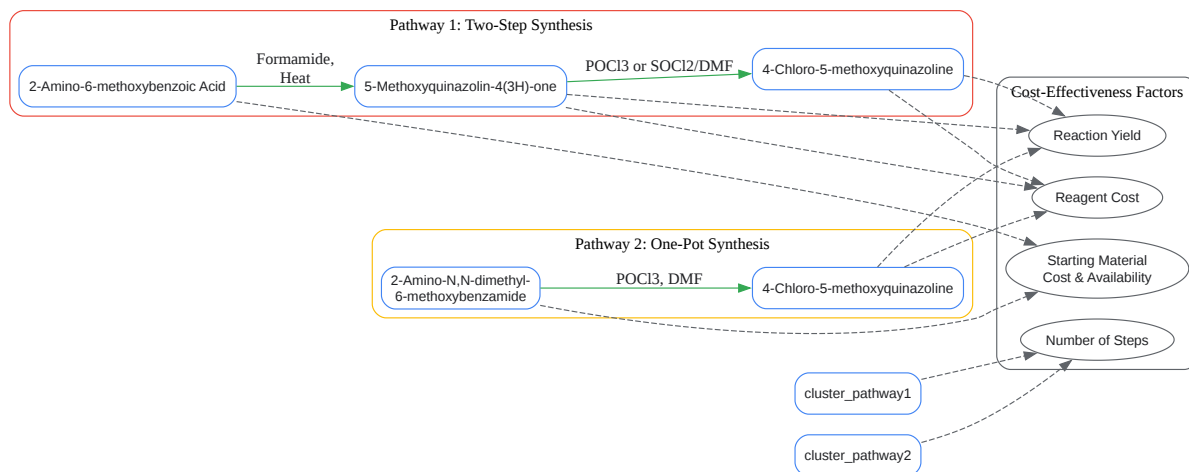 Pathway 1: Two-Step Synthesis
2-Amino-6-methoxybenzoic Acid
Formamide,
Heat
5-Methoxyquinazolin-4(3H)-one
POCl3 or SOCl2/DMF
4-Chloro-5-methoxyquinazoline
Cost-Effectiveness Factors
Reaction Yield
Reagent Cost
Starting Material
Cost & Availability
Number of Steps
Pathway 2: One-Pot Synthesis
2-Amino-N,N-dimethyl-
6-methoxybenzamide
POCl3, DMF
4-Chloro-5-methoxyquinazoline
cluster_pathway1
cluster_pathway2